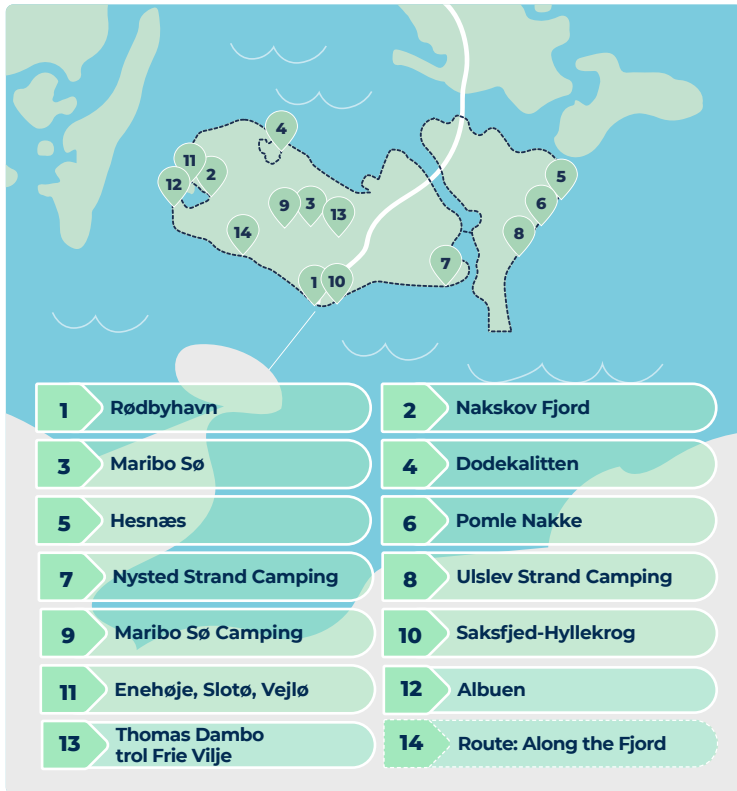 4
11
2
12
5
9
3
13
6
14
8
7
1
10
1 Rødbyhavn
2 Nakskov Fjord
3 Maribo Sø
4 Dodekalitten
5 Hesnæs
6 Pomle Nakke
7 Nysted Strand Camping
8 Ulslev Strand Camping
9 Maribo Sø Camping
10 Saksfjed-Hyllekrog
11 Enehøje, Slotø, Vejlø
12 Albuen
13 Thomas Dambo
trol Frie Vilje
14 Route: Along the Fjord